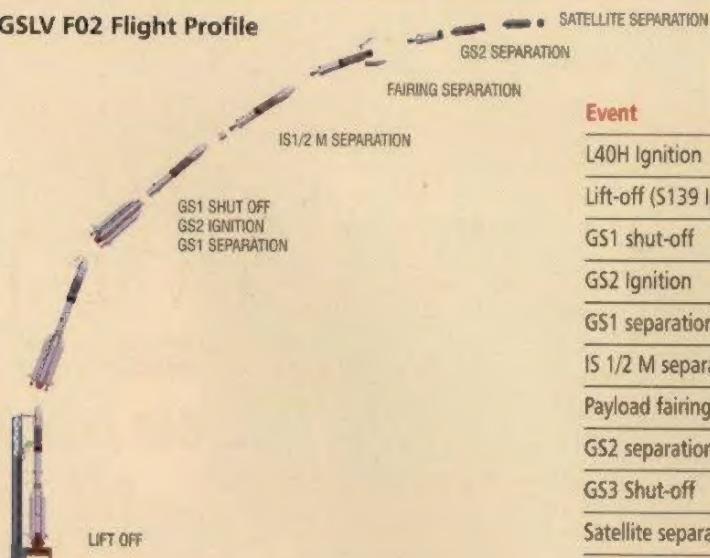 GSLV F02 Flight Profile
SATELLITE SEPARATION
GS2 SEPARATION
FAIRING SEPARATION
IS1/2 M SEPARATION
GS1 SHUT OFF
GS2 IGNITION
GS1 SEPARATION
LIFT OFF
Event
L40H Ignition
Lift-off (S139
GS1 shut-off
GS2 Ignition
GS1 separation
IS 1/2 M
Payload fairing
GS2 separation
GS3 Shut-off
Satellite